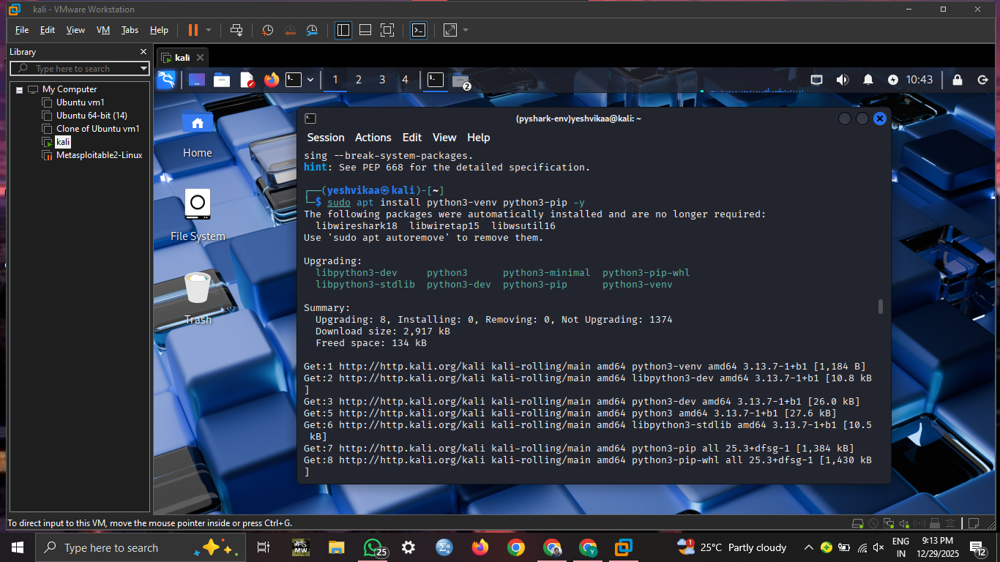 kali - VMware Workstation
File Edit View VM Tabs Help
Library
Type here to search
My Computer
Ubuntu vm1
Ubuntu 64-bit (14)
Clone of Ubuntu vm1
kali
Metasploitable2-Linux
kali
1 2 3 4
2
10:43
Home
File System
Trash
(pyshark-env)yeshvikaa@kali: ~
Session Actions Edit View Help
sing --break-system-packages.
hint: See PEP 668 for the detailed specification.
┌──(yeshvikaa㉿kali)-[~]
└─$ sudo apt install python3-venv python3-pip -y
The following packages were automatically installed and are no longer required:
libwireshark18 libwiretap15 libwsutil16
Use 'sudo apt autoremove' to remove them.
Upgrading:
libpython3-dev python3 python3-minimal python3-pip-whl
libpython3-stdlib python3-dev python3-pip python3-venv
Summary:
Upgrading: 8, Installing: 0, Removing: 0, Not Upgrading: 1374
Download size: 2,917 kB
Freed space: 134 kB
Get:1 http://http.kali.org/kali kali-rolling/main amd64 python3-venv amd64 3.13.7-1+b1 [1,184 B]
Get:2 http://http.kali.org/kali kali-rolling/main amd64 libpython3-dev amd64 3.13.7-1+b1 [10.8 kB
]
Get:3 http://http.kali.org/kali kali-rolling/main amd64 python3-dev amd64 3.13.7-1+b1 [26.0 kB]
Get:5 http://http.kali.org/kali kali-rolling/main amd64 python3 amd64 3.13.7-1+b1 [27.6 kB]
Get:6 http://http.kali.org/kali kali-rolling/main amd64 libpython3-stdlib amd64 3.13.7-1+b1 [10.5
kB]
Get:7 http://http.kali.org/kali kali-rolling/main amd64 python3-pip all 25.3+dfsg-1 [1,384 kB]
Get:8 http://http.kali.org/kali kali-rolling/main amd64 python3-pip-whl all 25.3+dfsg-1 [1,430 kB
]
To direct input to this VM, move the mouse pointer inside or press Ctrl+G.
Type here to search
MW
25
Y
1
25°C Partly cloudy
ENG
IN
9:13 PM
12/29/2025
12